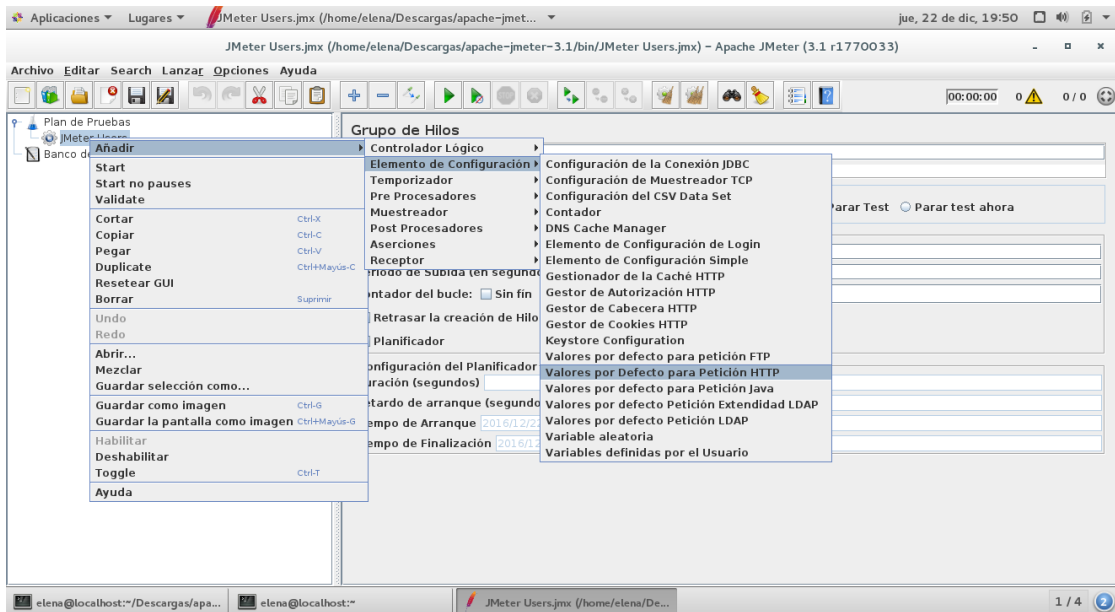 Aplicaciones Lugares JMeter Users.jmx (/home/elena/Descargas/apache-jmet... jue, 22 de dic, 19:50
JMeter Users.jmx (/home/elena/Descargas/apache-jmeter-3.1/bin/JMeter Users.jmx) - Apache JMeter (3.1 r1770033)
Archivo Editar Search Lanzar Opciones Ayuda
00:00:00 0 0 / 0
Plan de Pruebas
JMeter Users
Banco de
Grupo de Hilos
Añadir
Start
Start no pauses
Validate
Cortar Ctrl-X
Copiar Ctrl-C
Pegar Ctrl-V
Duplicate Ctrl+Mayús-C
Resetear GUI
Borrar Suprimir
Undo
Redo
Abrir...
Mezclar
Guardar selección como...
Guardar como imagen Ctrl-G
Guardar la pantalla como imagen Ctrl+Mayús-G
Habilitar
Deshabilitar
Toggle Ctrl-T
Ayuda
Controlador Lógico
Elemento de Configuración
Temporizador
Pre Procesadores
Muestreador
Post Procesadores
Aserciones
Receptor
Configuración de la Conexión JDBC
Configuración de Muestreador TCP
Configuración del CSV Data Set
Contador
DNS Cache Manager
Elemento de Configuración de Login
Elemento de Configuración Simple
Gestionador de la Caché HTTP
Gestor de Autorización HTTP
Gestor de Cabecera HTTP
Gestor de Cookies HTTP
Keystore Configuration
Valores por defecto para petición FTP
Valores por Defecto para Petición HTTP
Valores por defecto para Petición Java
Valores por defecto Petición Extendidad LDAP
Valores por defecto Petición LDAP
Variable aleatoria
Variables definidas por el Usuario
Parar Test Parar test ahora
eríodo de Subida (en segundo
ontador del bucle: Sin fín
Retrasar la creación de Hilo
Planificador
onfiguración del Planificador
uración (segundos)
etardo de arranque (segundo
empo de Arranque 2016/12/22
empo de Finalización 2016/12
elena@localhost:~/Descargas/apa... elena@localhost:~ JMeter Users.jmx (/home/elena/De... 1 / 4 2